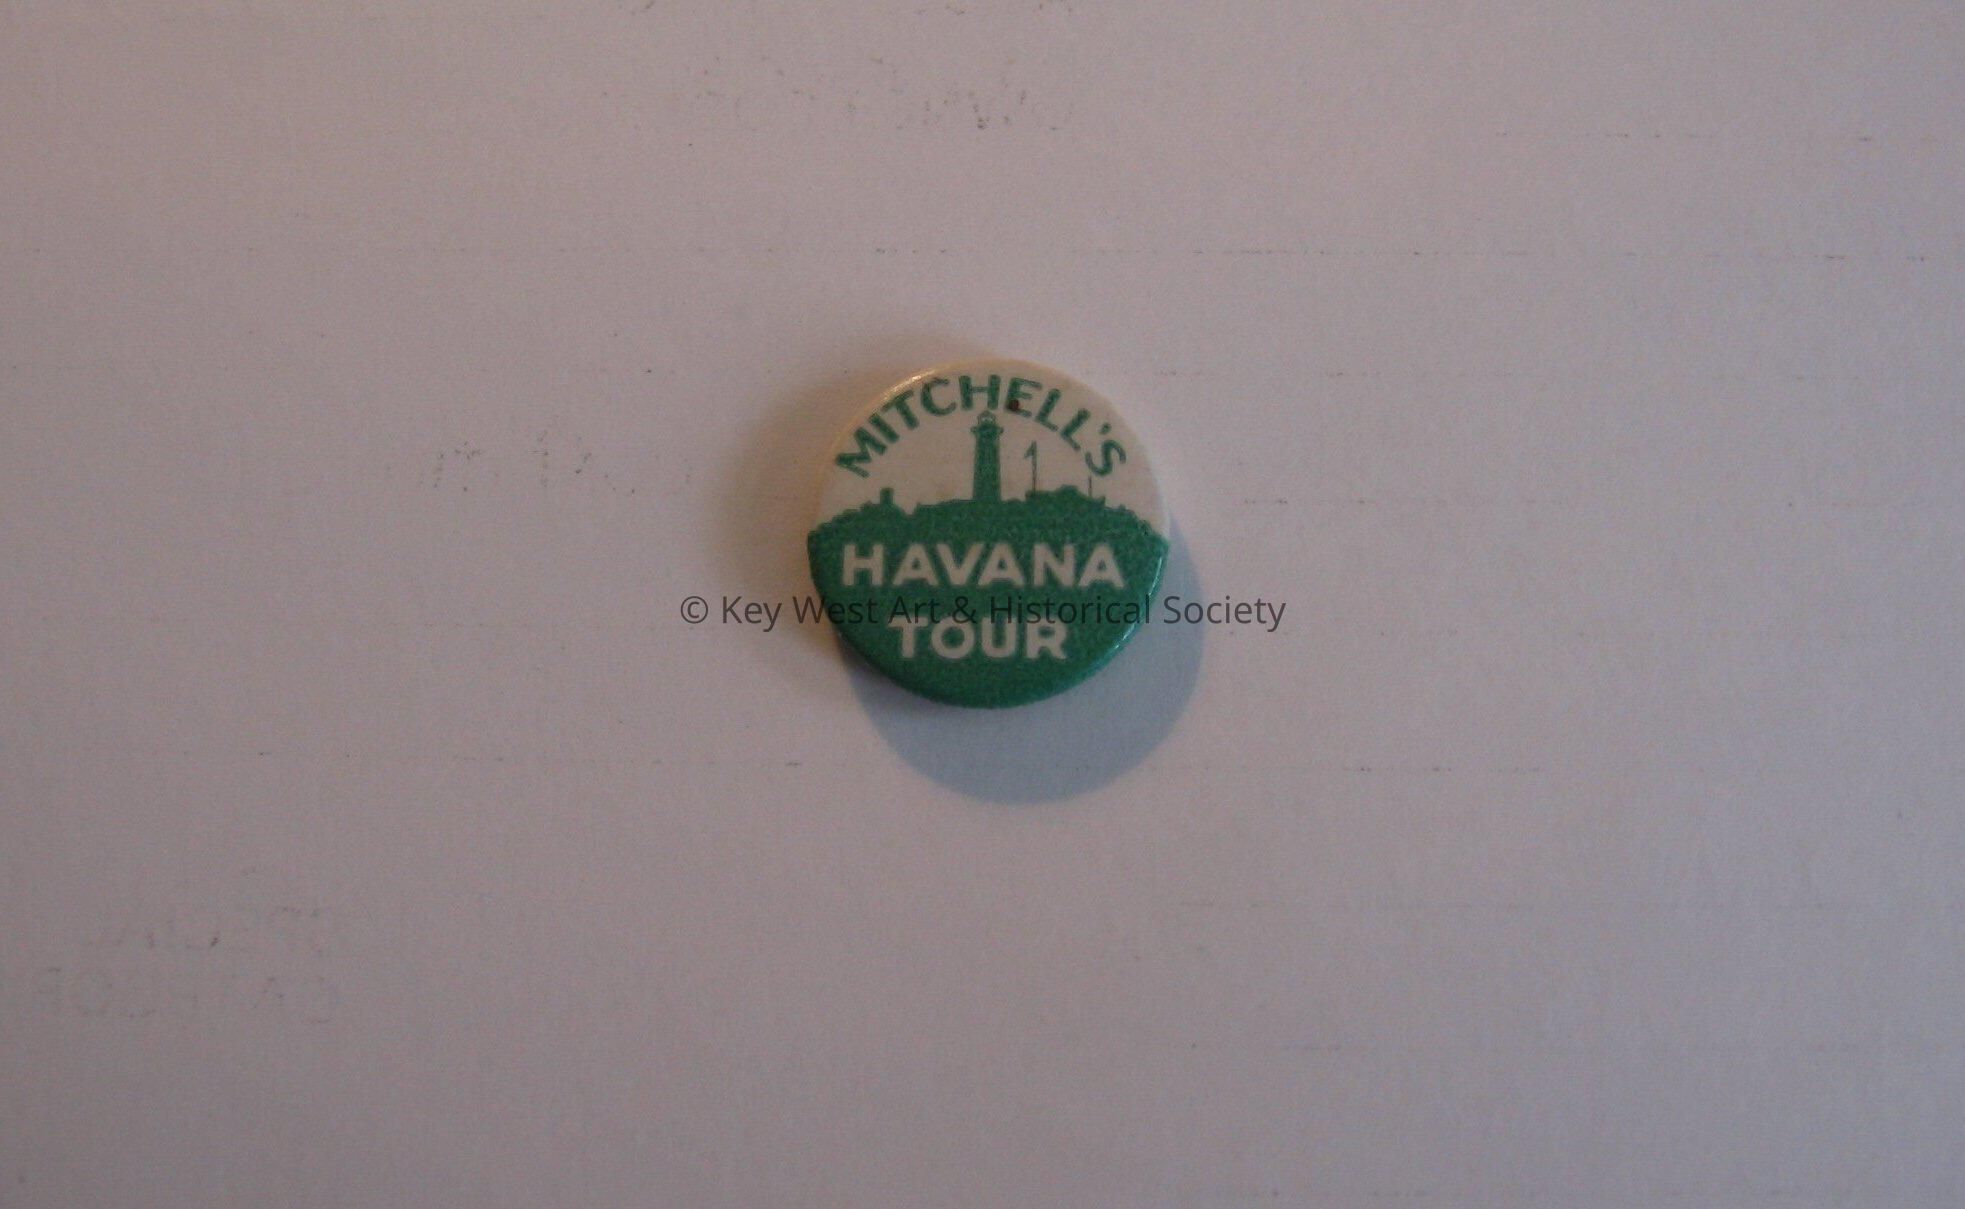 MITCHELL'S
HAVANA
© Key West Art & Historical Society
TOUR